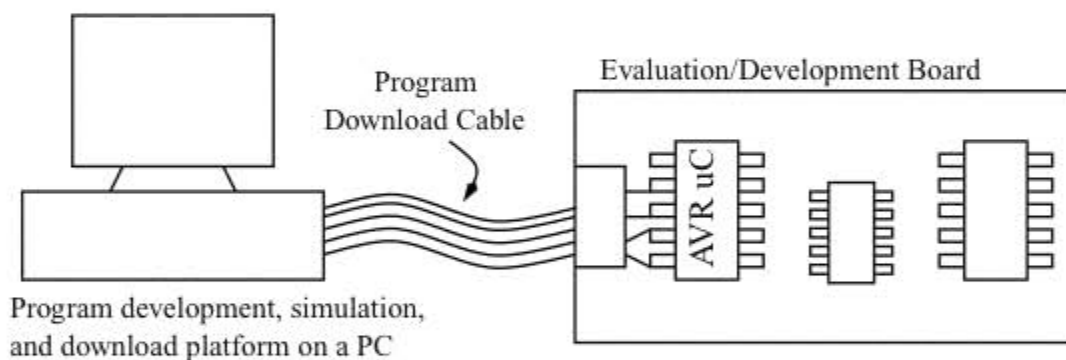 Program
Download Cable
Evaluation/Development Board
AVR uC
Program development, simulation,
and download platform on a PC